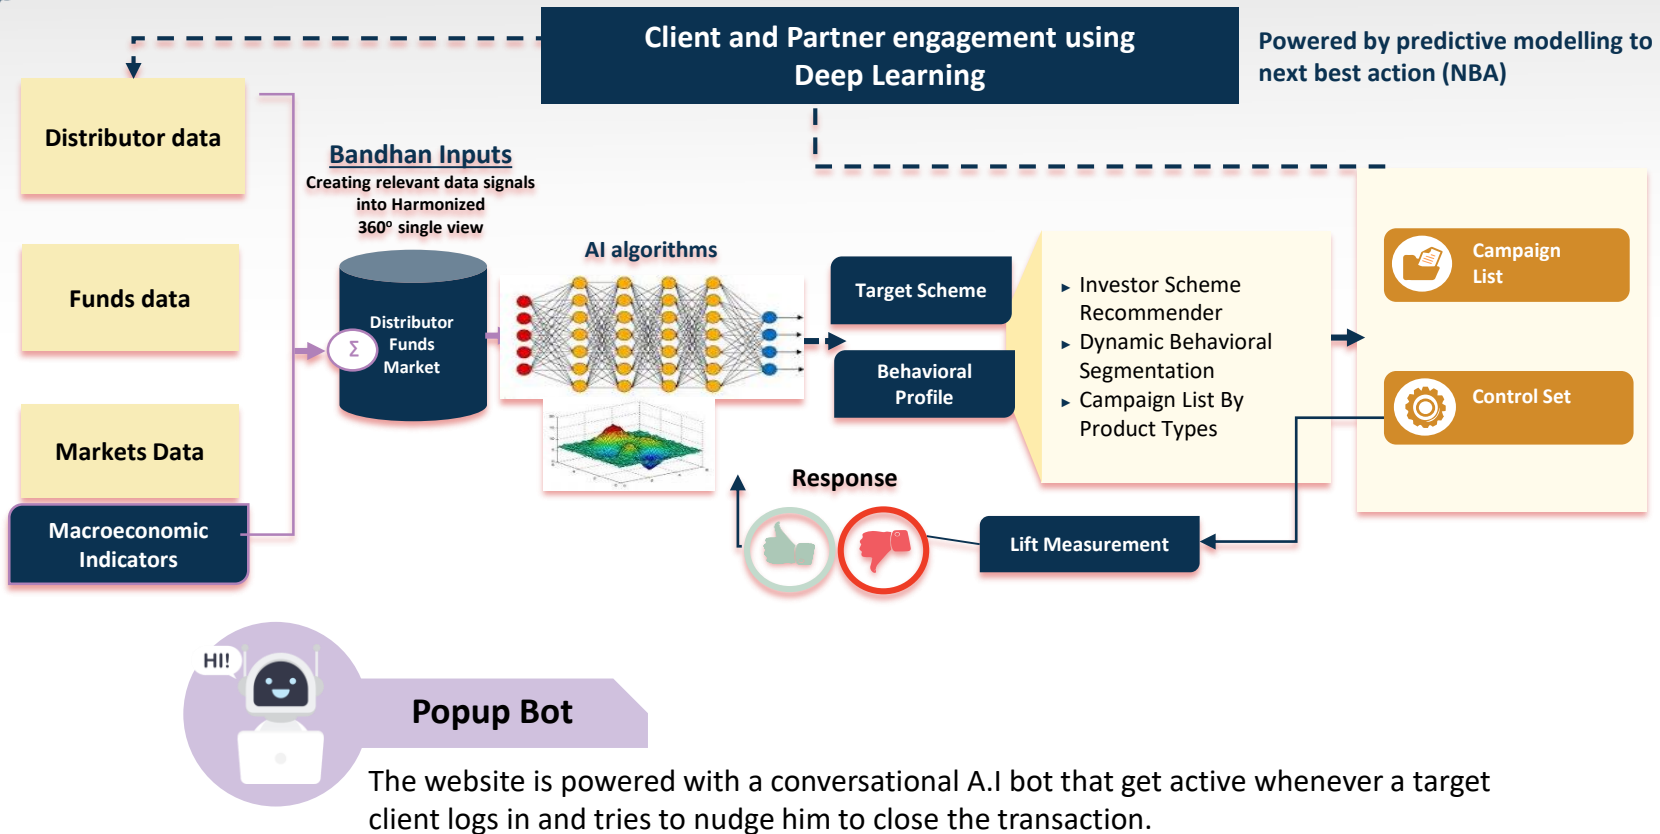 Client and Partner engagement using
Deep Learning
Powered by predictive modelling to
next best action (NBA)
Distributor data
Funds data
Markets Data
Macroeconomic
Indicators
Bandhan Inputs
Creating relevant data signals
into Harmonized
360º single view
Σ
Distributor
Funds
Market
AI algorithms
Target Scheme
Behavioral
Profile
▸ Investor Scheme
Recommender
▸ Dynamic Behavioral
Segmentation
▸ Campaign List By
Product Types
Campaign
List
Control Set
Response
Lift Measurement
HI!
Popup Bot
The website is powered with a conversational A.I bot that get active whenever a target
client logs in and tries to nudge him to close the transaction.